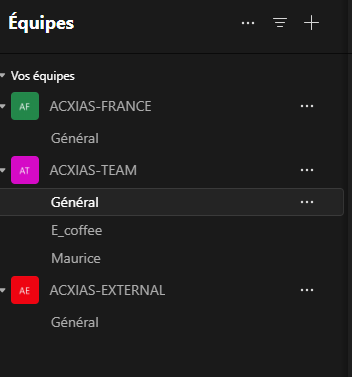 Équipes
Vos équipes
AF ACXIAS-FRANCE
Général
AT ACXIAS-TEAM
Général
E_coffee
Maurice
AE ACXIAS-EXTERNAL
Général